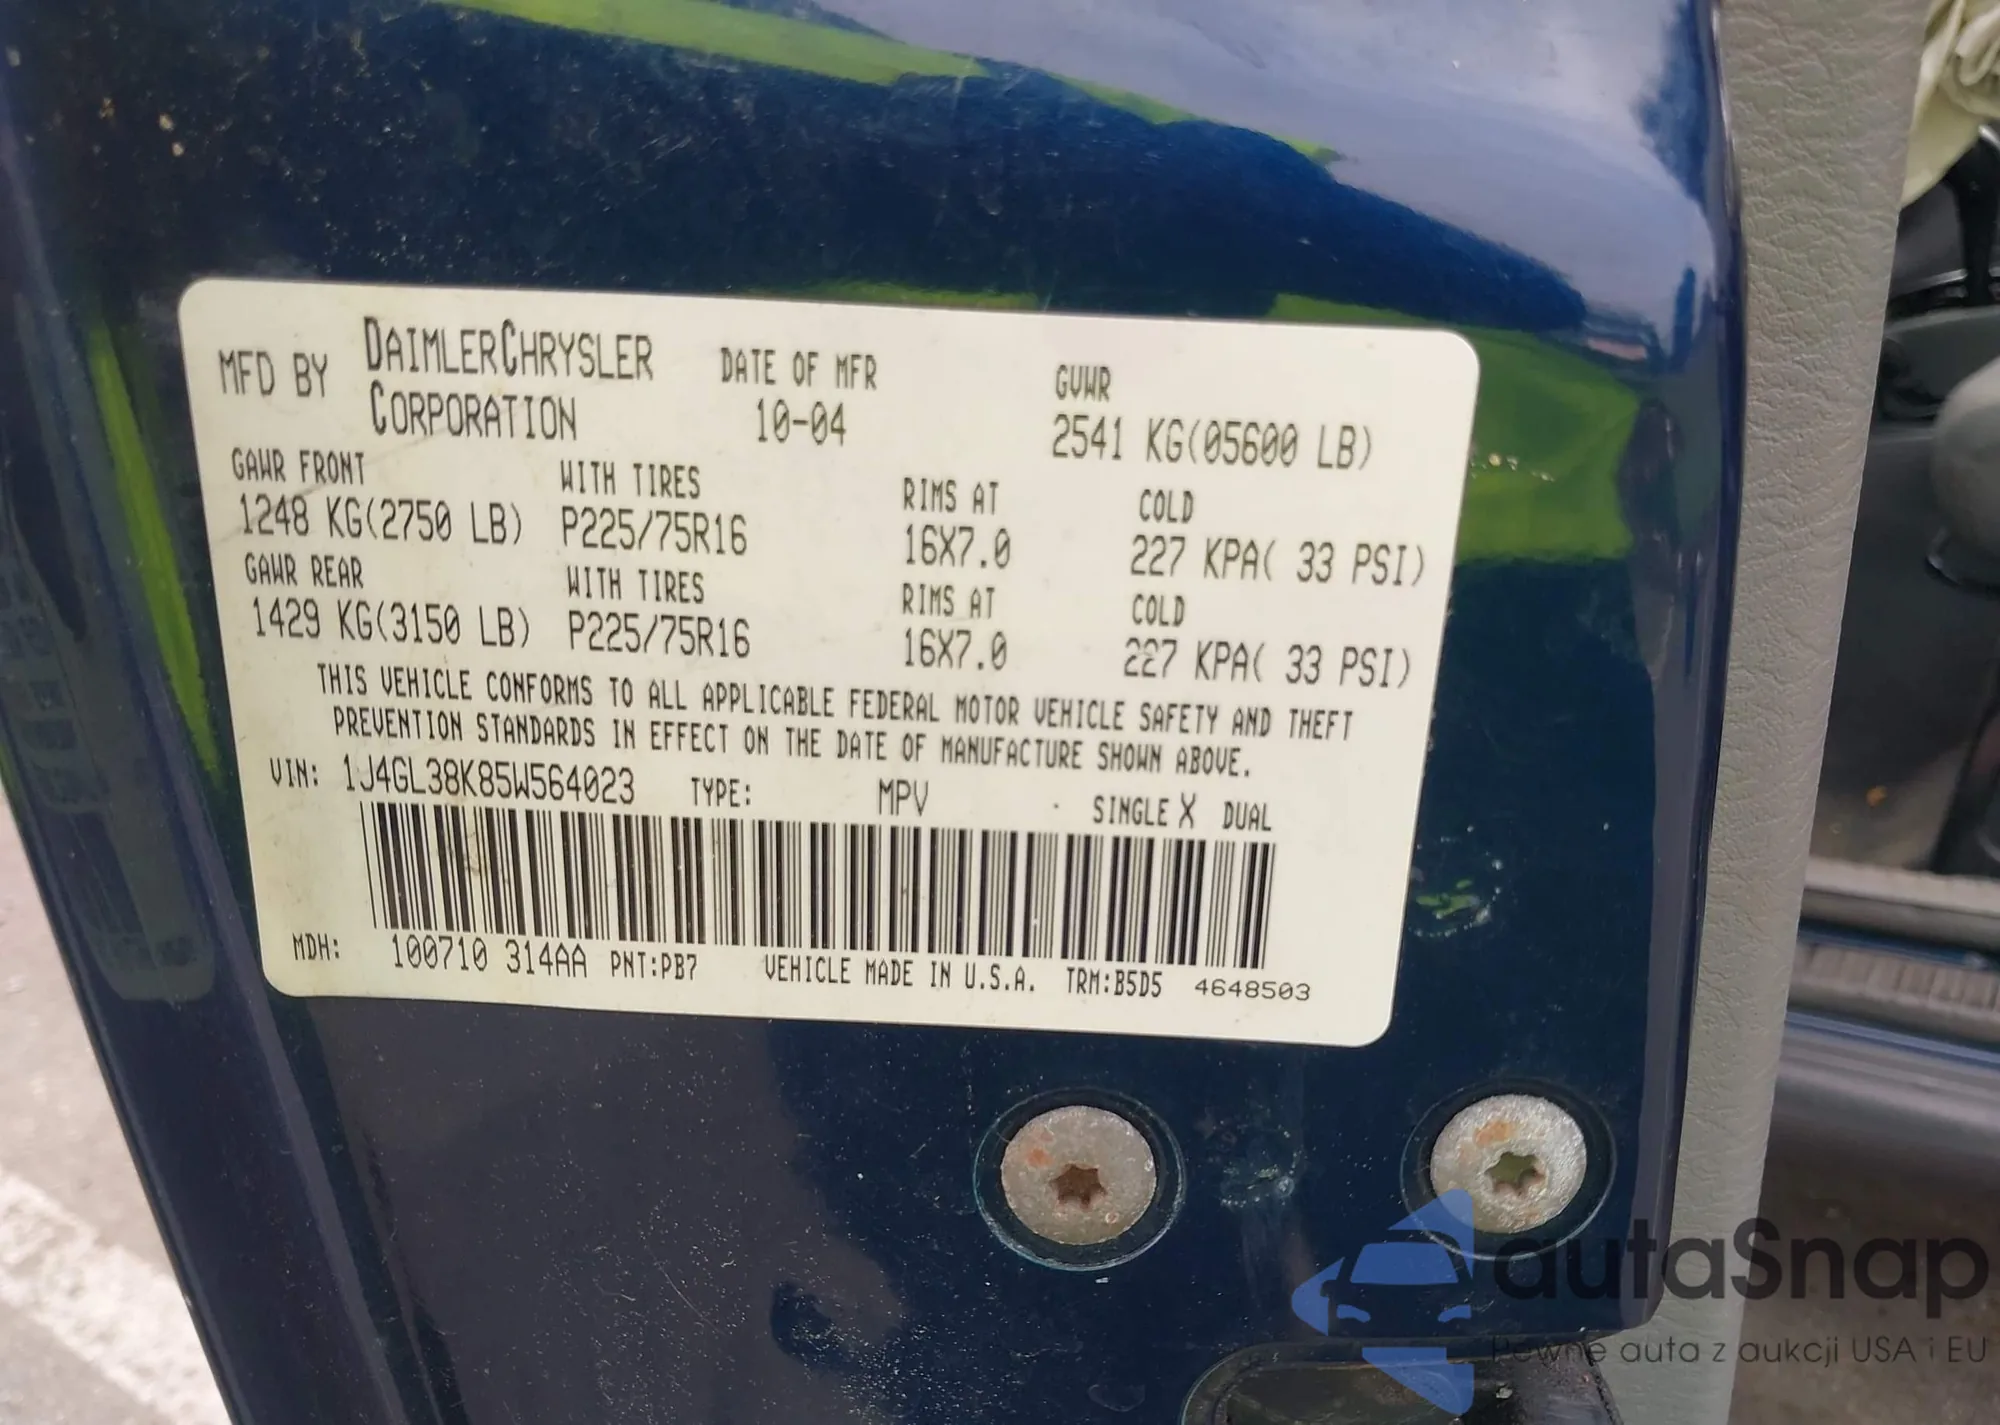 MFD BY DAIMLERCHRYSLER CORPORATION DATE OF MFR 10-04 GVWR 2541 KG(05600 LB)
GAWR FRONT WITH TIRES RIMS AT COLD
1248 KG(2750 LB) P225/75R16 16X7.0 227 KPA( 33 PSI)
GAWR REAR WITH TIRES RIMS AT COLD
1429 KG(3150 LB) P225/75R16 16X7.0 227 KPA( 33 PSI)
THIS VEHICLE CONFORMS TO ALL APPLICABLE FEDERAL MOTOR VEHICLE SAFETY AND THEFT
PREVENTION STANDARDS IN EFFECT ON THE DATE OF MANUFACTURE SHOWN ABOVE.
VIN: 1J4GL38K85W564023 TYPE: MPV SINGLE X DUAL
MDH: 100710 314AA PNT:PB7 VEHICLE MADE IN U.S.A. TRM:B5D5 4648503
autaSnap
Pewne auta z aukcji USA i EU